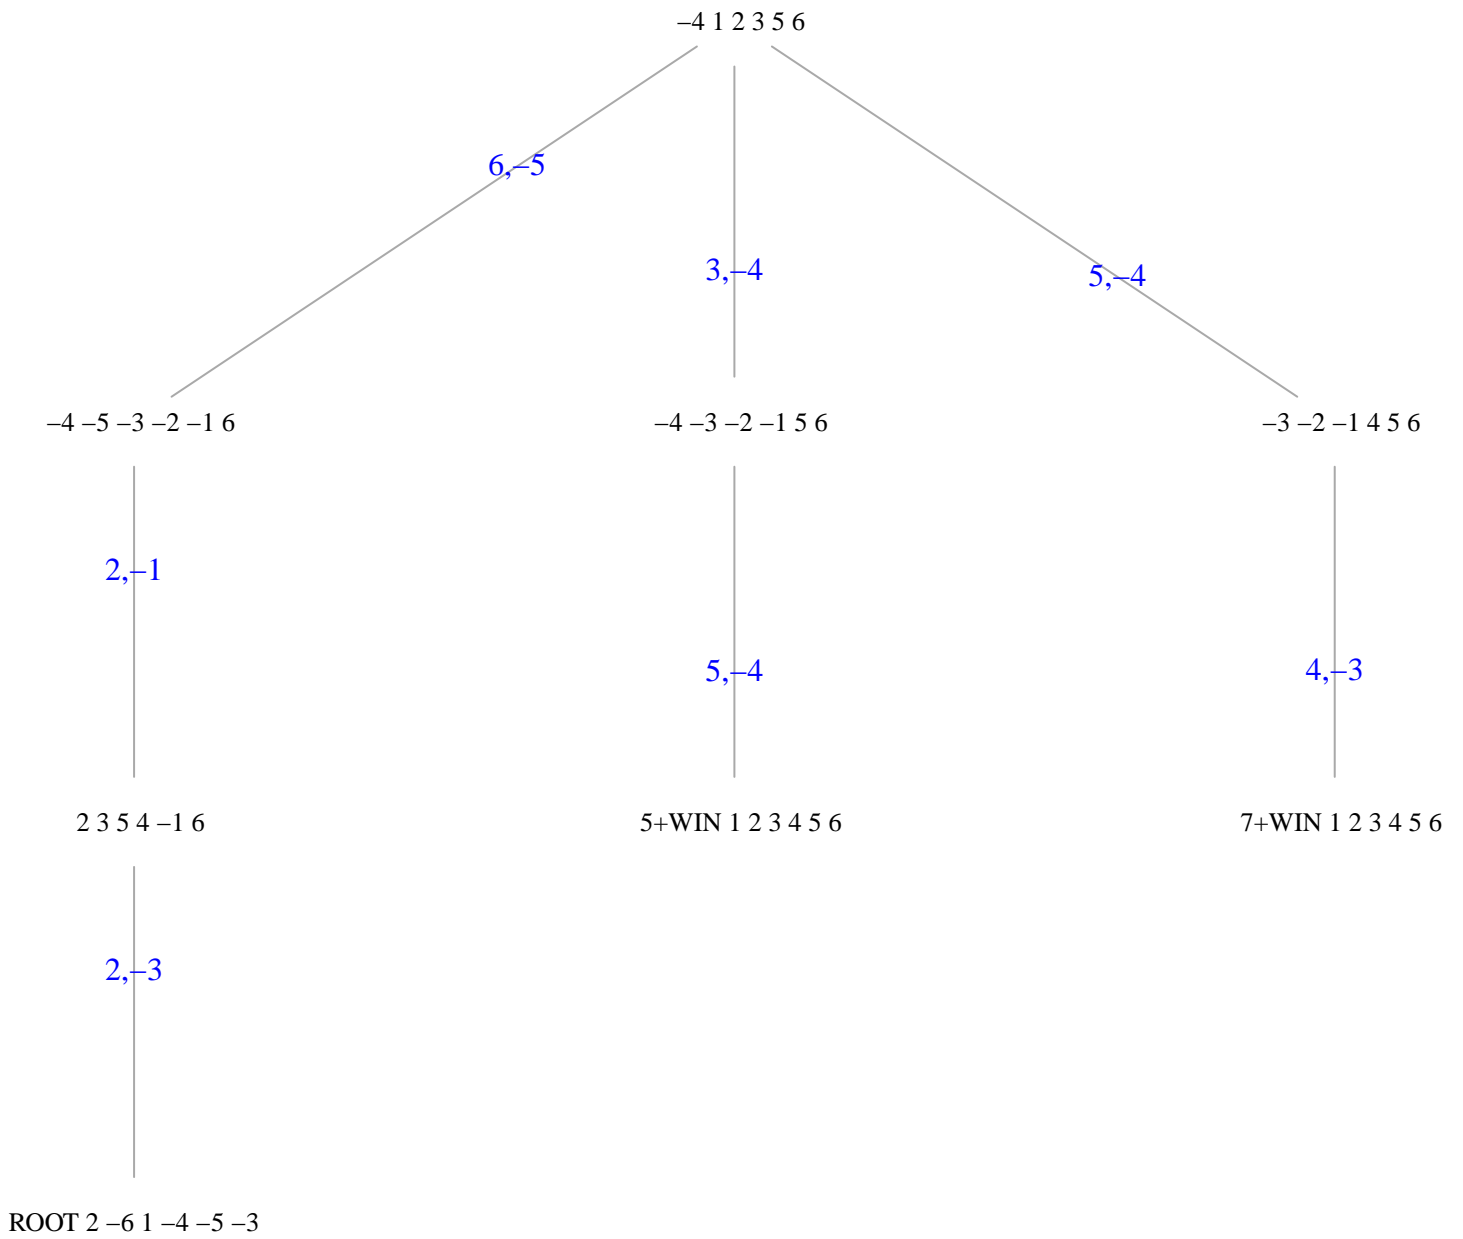 –4 1 2 3 5 6
6,–5
3,–4
5,–4
–4 –5 –3 –2 –1 6
–4 –3 –2 –1 5 6
–3 –2 –1 4 5 6
2,–1
5,–4
4,–3
2 3 5 4 –1 6
5+WIN 1 2 3 4 5 6
7+WIN 1 2 3 4 5 6
2,–3
ROOT 2 –6 1 –4 –5 –3